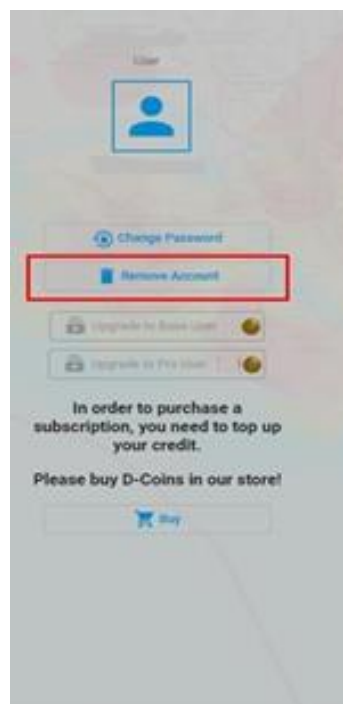 User
Change Password
Remove Account
Upgrade to Base User
Upgrade to Pro User
In order to purchase a
subscription, you need to top up
your credit.
Please buy D-Coins in our store!
Buy